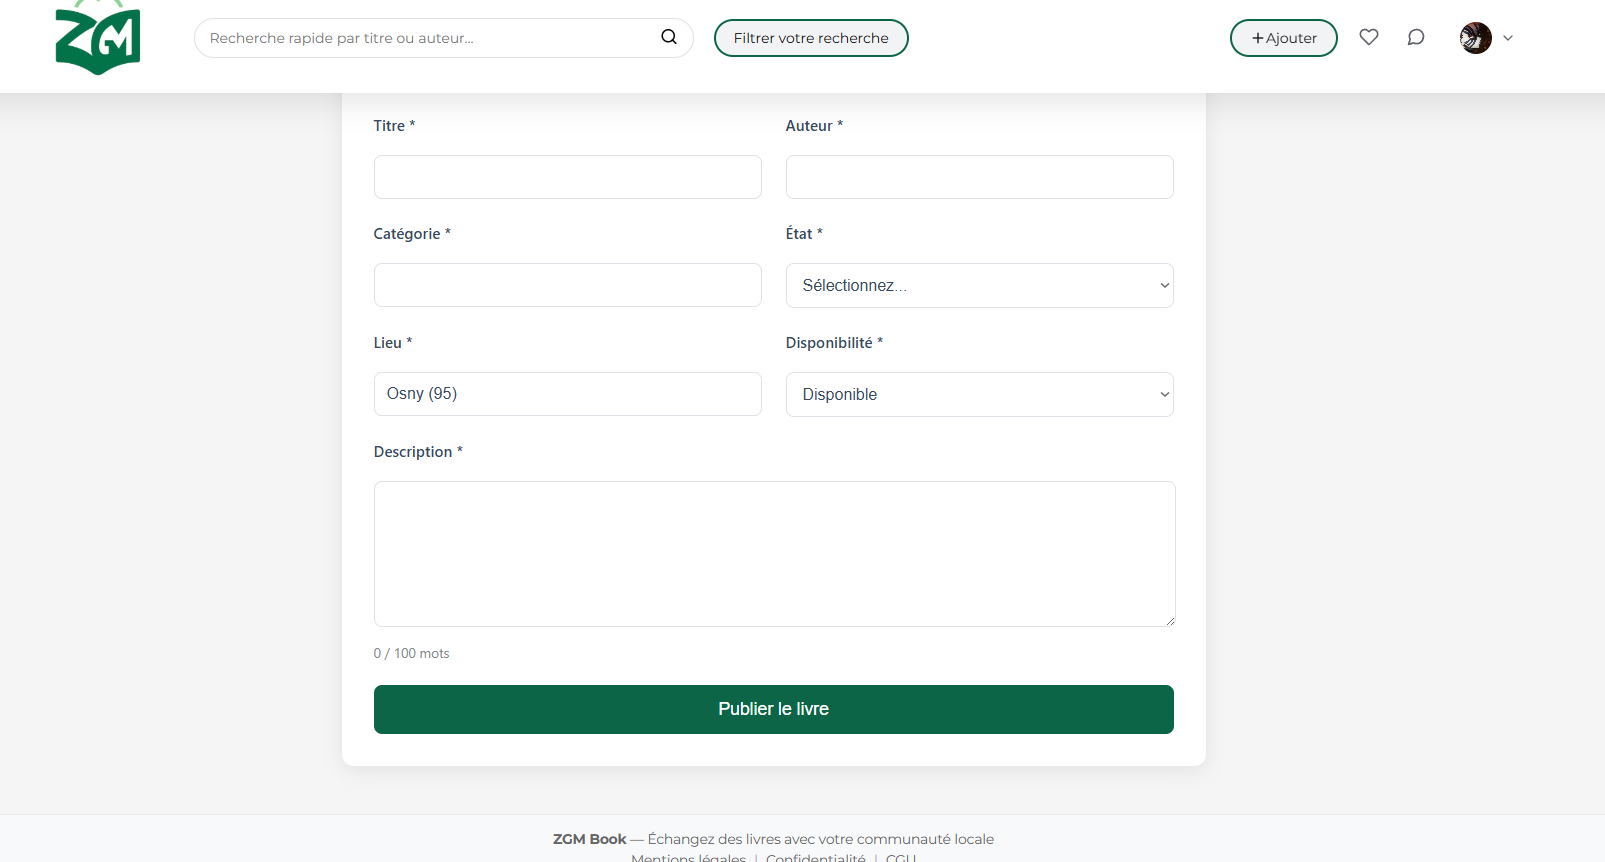 ZGM
Recherche rapide par titre ou auteur...
Filtrer votre recherche
+Ajouter
Titre *
Auteur *
Catégorie *
État *
Sélectionnez...
Lieu *
Disponibilité *
Osny (95)
Disponible
Description *
0 / 100 mots
Publier le livre
ZGM Book — Échangez des livres avec votre communauté locale
Mentions légales | Confidentialité | CGU